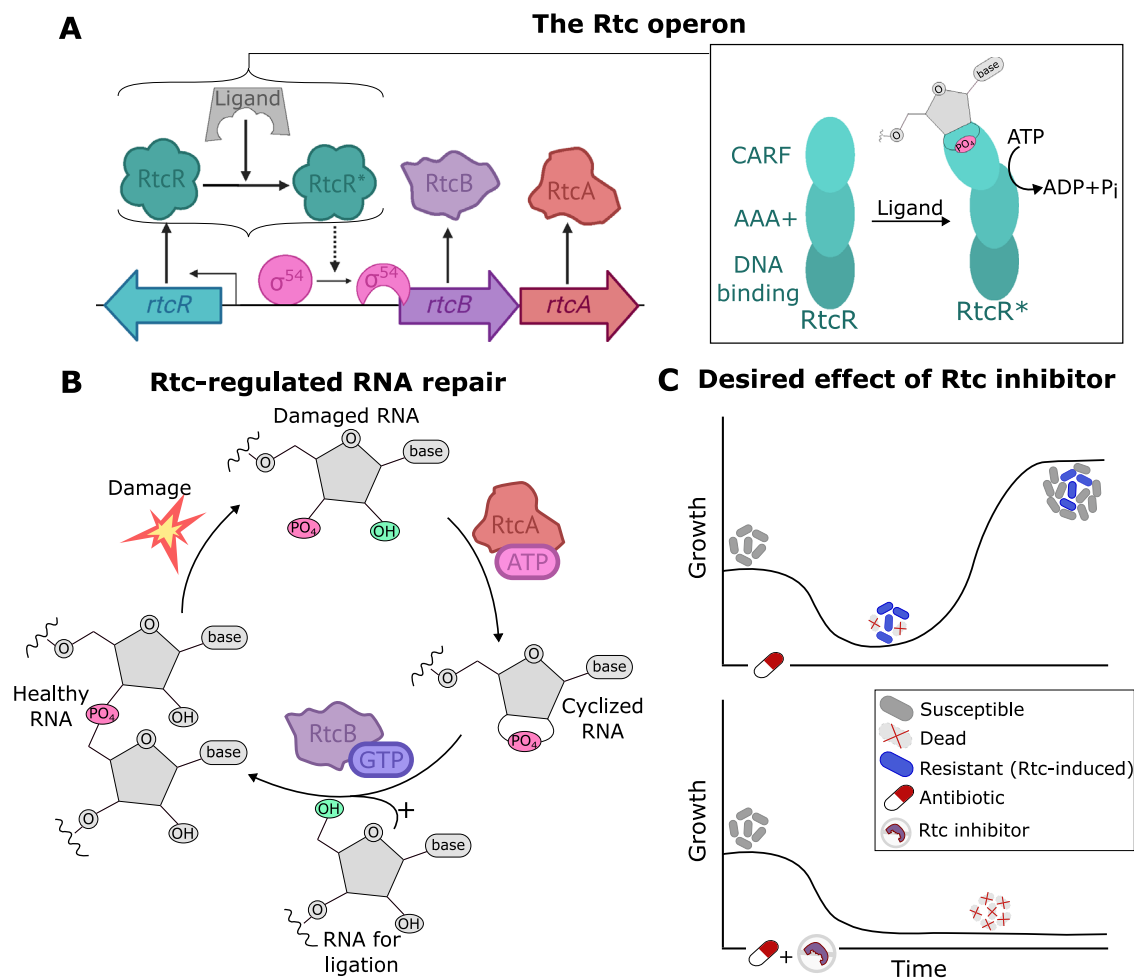 A
The Rtc operon
Ligand
RtcR
RtcR*
RtcB
RtcA
σ54
σ54
rtcR
rtcB
rtcA
base
O
O
PO4
CARF
AAA+
DNA
binding
Ligand
ATP
ADP+Pi
RtcR
RtcR*
B
Rtc-regulated RNA repair
Damaged RNA
O
O
base
PO4
OH
Damage
RtcA
ATP
O
O
base
Healthy
RNA
PO4
OH
O
base
O
OH
RtcB
GTP
O
O
base
Cyclized
RNA
PO4
OH
+
O
base
O
OH
RNA for
ligation
C
Desired effect of Rtc inhibitor
Growth
Susceptible
Dead
Resistant (Rtc-induced)
Antibiotic
Rtc inhibitor
Growth
+
Time